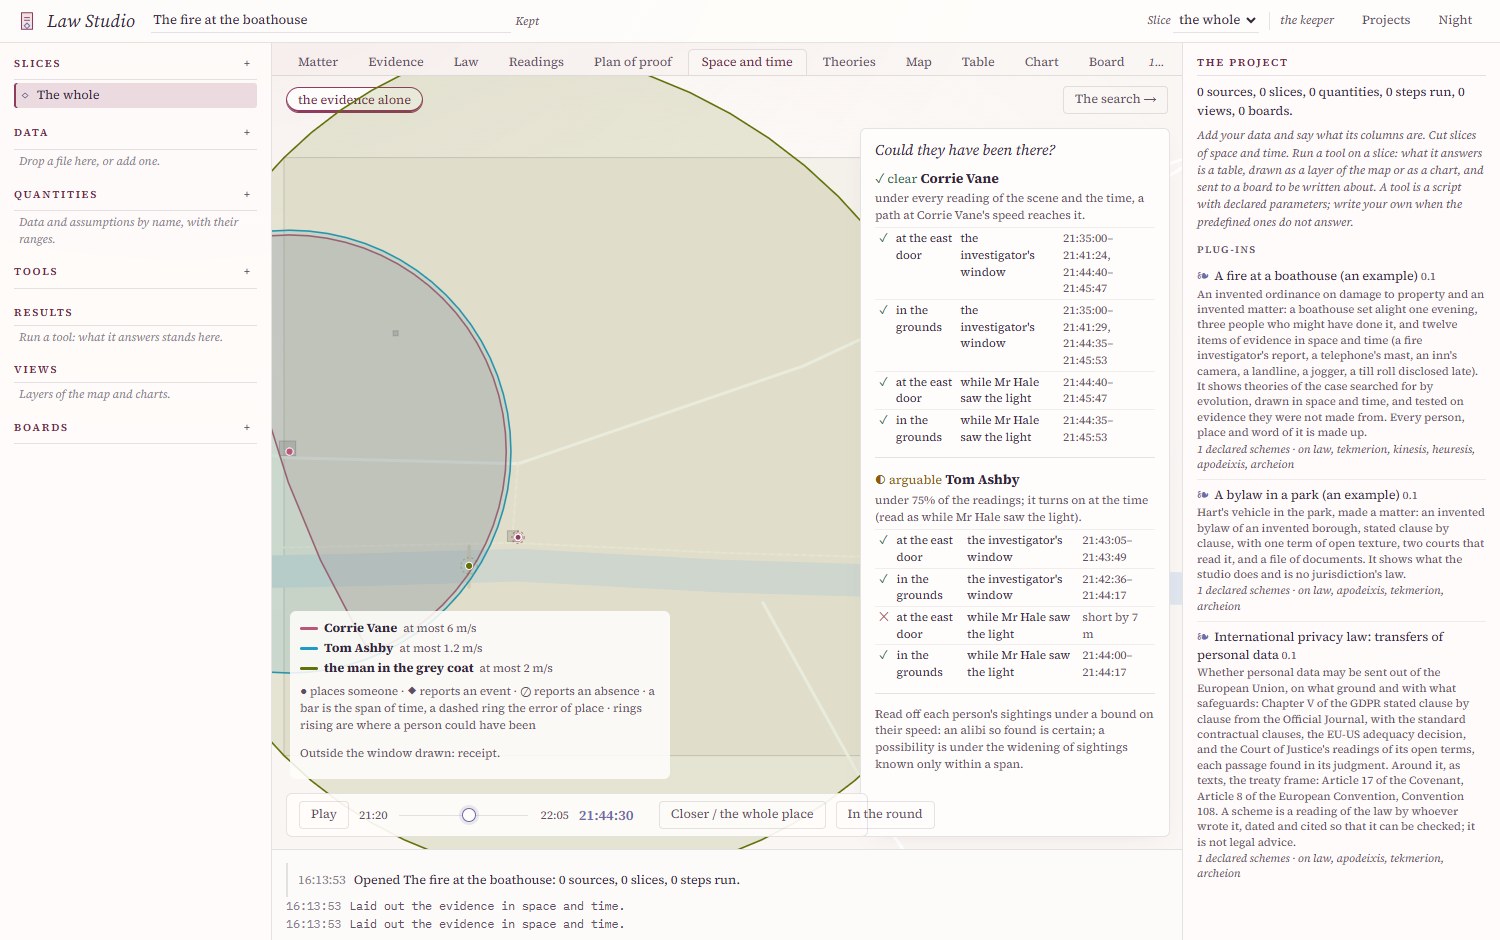 Law Studio
The fire at the boathouse
Kept
Slice the whole
the keeper
Projects
Night
SLICES +
The whole
DATA +
Drop a file here, or add one.
QUANTITIES +
Data and assumptions by name, with their
ranges.
TOOLS +
RESULTS
Run a tool: what it answers stands here.
VIEWS
Layers of the map and charts.
BOARDS +
Matter Evidence Law Readings Plan of proof Space and time Theories Map Table Chart Board 1...
the evidence alone
The search →
Could they have been there?
✓ clear Corrie Vane
under every reading of the scene and the time, a
path at Corrie Vane's speed reaches it.
✓ at the east the 21:35:00–
door investigator's 21:41:24,
window 21:44:40–
21:45:47
✓ in the the 21:35:00–
grounds investigator's 21:41:29,
window 21:44:35–
21:45:53
✓ at the east while Mr Hale 21:44:40–
door saw the light 21:45:47
✓ in the while Mr Hale 21:44:35–
grounds saw the light 21:45:53
◐ arguable Tom Ashby
under 75% of the readings; it turns on at the time
(read as while Mr Hale saw the light).
✓ at the east the investigator's 21:43:05–
door window 21:43:49
✓ in the the investigator's 21:42:36–
grounds window 21:44:17
✕ at the east while Mr Hale saw short by 7
door the light m
✓ in the while Mr Hale saw 21:44:00–
grounds the light 21:44:17
Read off each person's sightings under a bound on
their speed: an alibi so found is certain; a
possibility is under the widening of sightings
known only within a span.
Corrie Vane at most 6 m/s
Tom Ashby at most 1.2 m/s
the man in the grey coat at most 2 m/s
● places someone · ◆ reports an event · ⊘ reports an absence · a
bar is the span of time, a dashed ring the error of place · rings
rising are where a person could have been
Outside the window drawn: receipt.
Play 21:20 22:05 21:44:30 Closer / the whole place In the round
16:13:53 Opened The fire at the boathouse: 0 sources, 0 slices, 0 steps run.
16:13:53 Laid out the evidence in space and time.
16:13:53 Laid out the evidence in space and time.
THE PROJECT
0 sources, 0 slices, 0 quantities, 0 steps run, 0
views, 0 boards.
Add your data and say what its columns are. Cut slices
of space and time. Run a tool on a slice: what it answers
is a table, drawn as a layer of the map or as a chart, and
sent to a board to be written about. A tool is a script
with declared parameters; write your own when the
predefined ones do not answer.
PLUG-INS
A fire at a boathouse (an example) 0.1
An invented ordinance on damage to property and an
invented matter: a boathouse set alight one evening,
three people who might have done it, and twelve
items of evidence in space and time (a fire
investigator's report, a telephone's mast, an inn's
camera, a landline, a jogger, a till roll disclosed late).
It shows theories of the case searched for by
evolution, drawn in space and time, and tested on
evidence they were not made from. Every person,
place and word of it is made up.
1 declared schemes · on law, tekmerion, kinesis, heuresis,
apodeixis, archeion
A bylaw in a park (an example) 0.1
Hart's vehicle in the park, made a matter: an invented
bylaw of an invented borough, stated clause by
clause, with one term of open texture, two courts that
read it, and a file of documents. It shows what the
studio does and is no jurisdiction's law.
1 declared schemes · on law, apodeixis, tekmerion,
archeion
International privacy law: transfers of
personal data 0.1
Whether personal data may be sent out of the
European Union, on what ground and with what
safeguards: Chapter V of the GDPR stated clause by
clause from the Official Journal, with the standard
contractual clauses, the EU-US adequacy decision,
and the Court of Justice's readings of its open terms,
each passage found in its judgment. Around it, as
texts, the treaty frame: Article 17 of the Covenant,
Article 8 of the European Convention, Convention
108. A scheme is a reading of the law by whoever
wrote it, dated and cited so that it can be checked; it
is not legal advice.
1 declared schemes · on law, apodeixis, tekmerion,
archeion